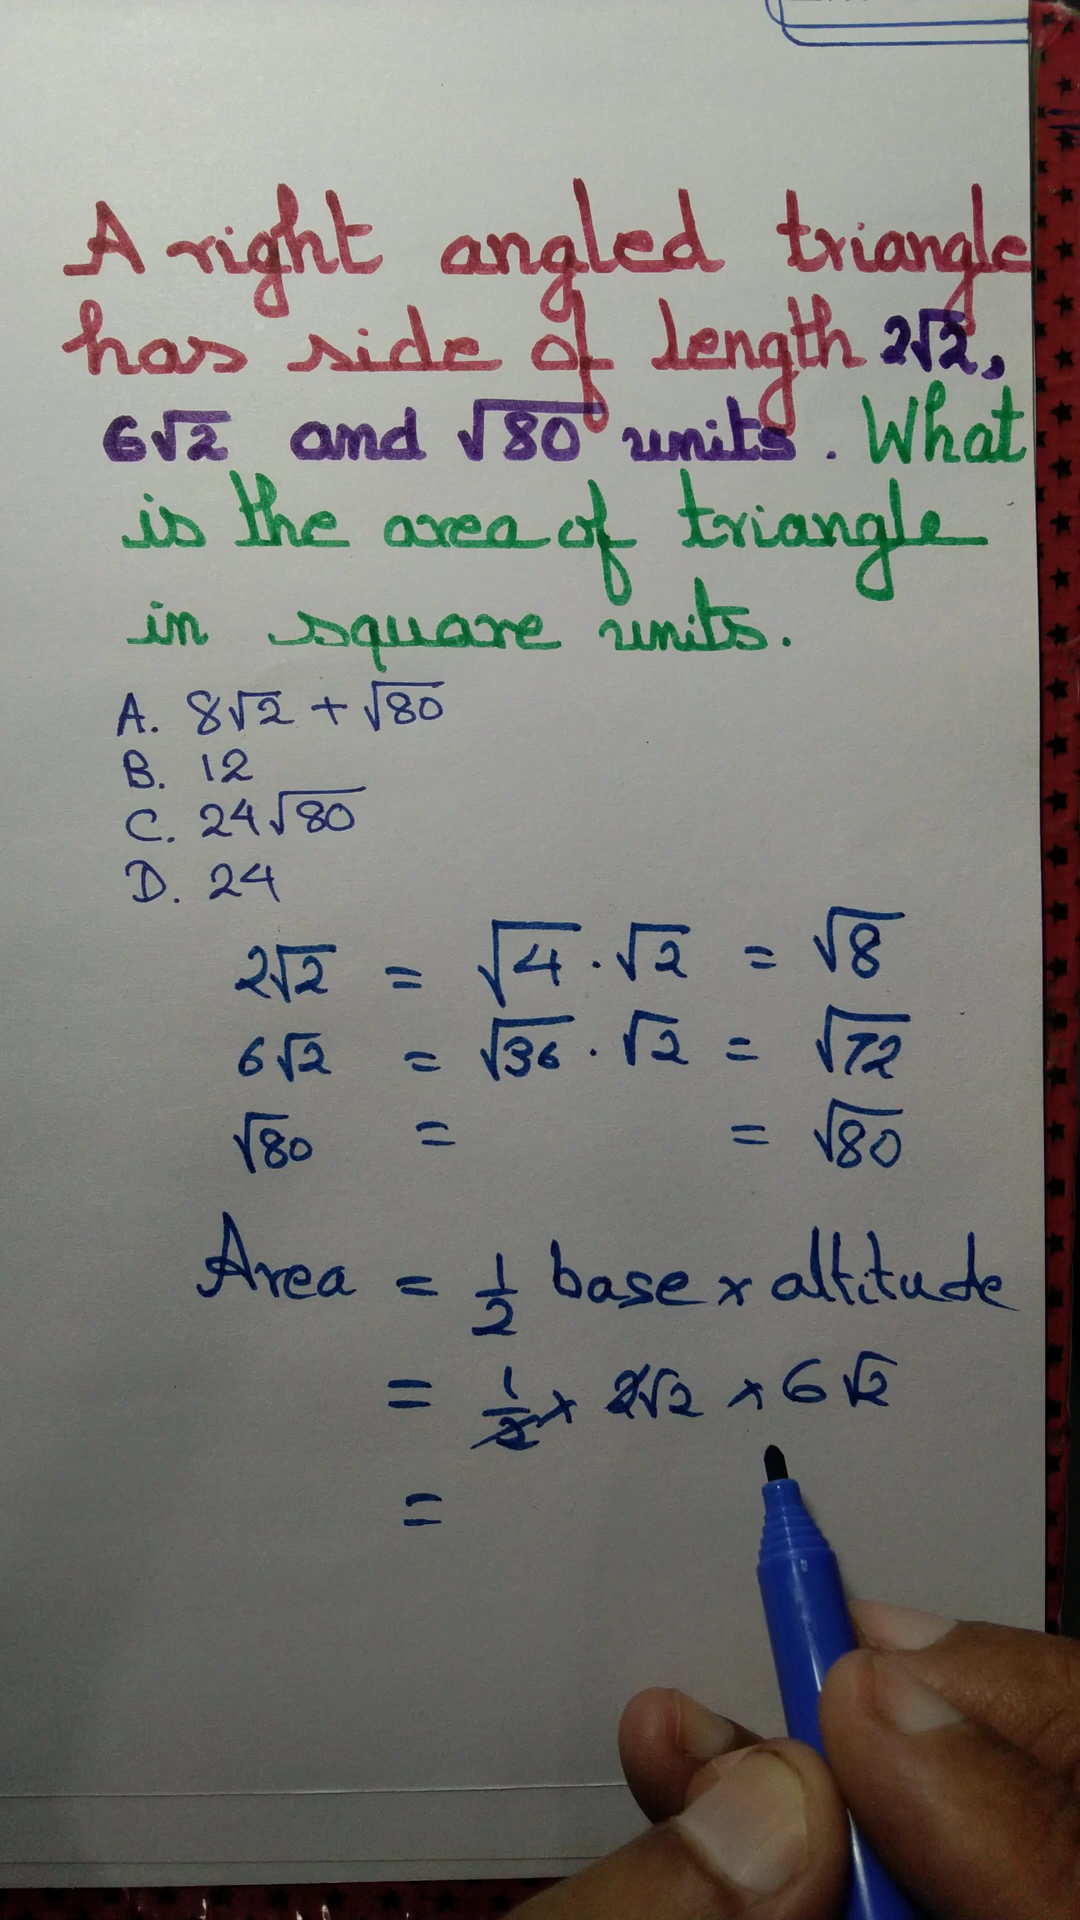 A right angled triangle
has side of length 2√2,
6√2 and √80 units. What
is the area of triangle
in square units.
A. 8√2 + √80
B. 12
C. 24√80
D. 24
2√2 = √4 . √2 = √8
6√2 = √36 . √2 = √72
√80 = = √80
Area = 1/2 base × altitude
= 1/2 × 2√2 × 6√2
=